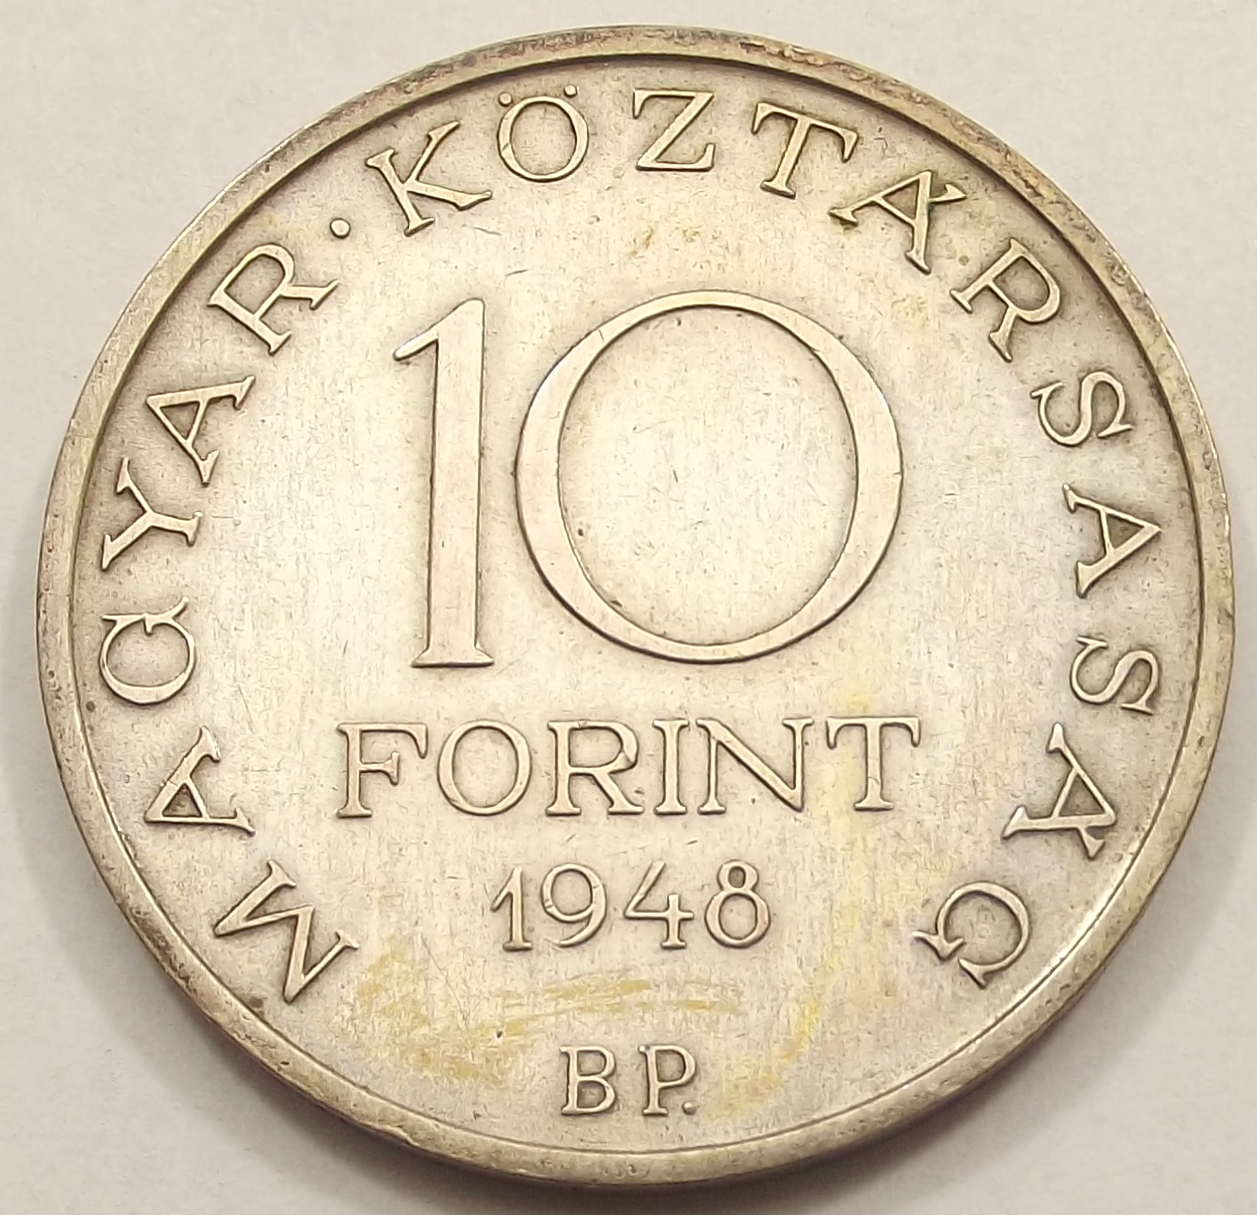 MAGYAR·KÖZTÁRSASÁG
10
FORINT
1948
BP.